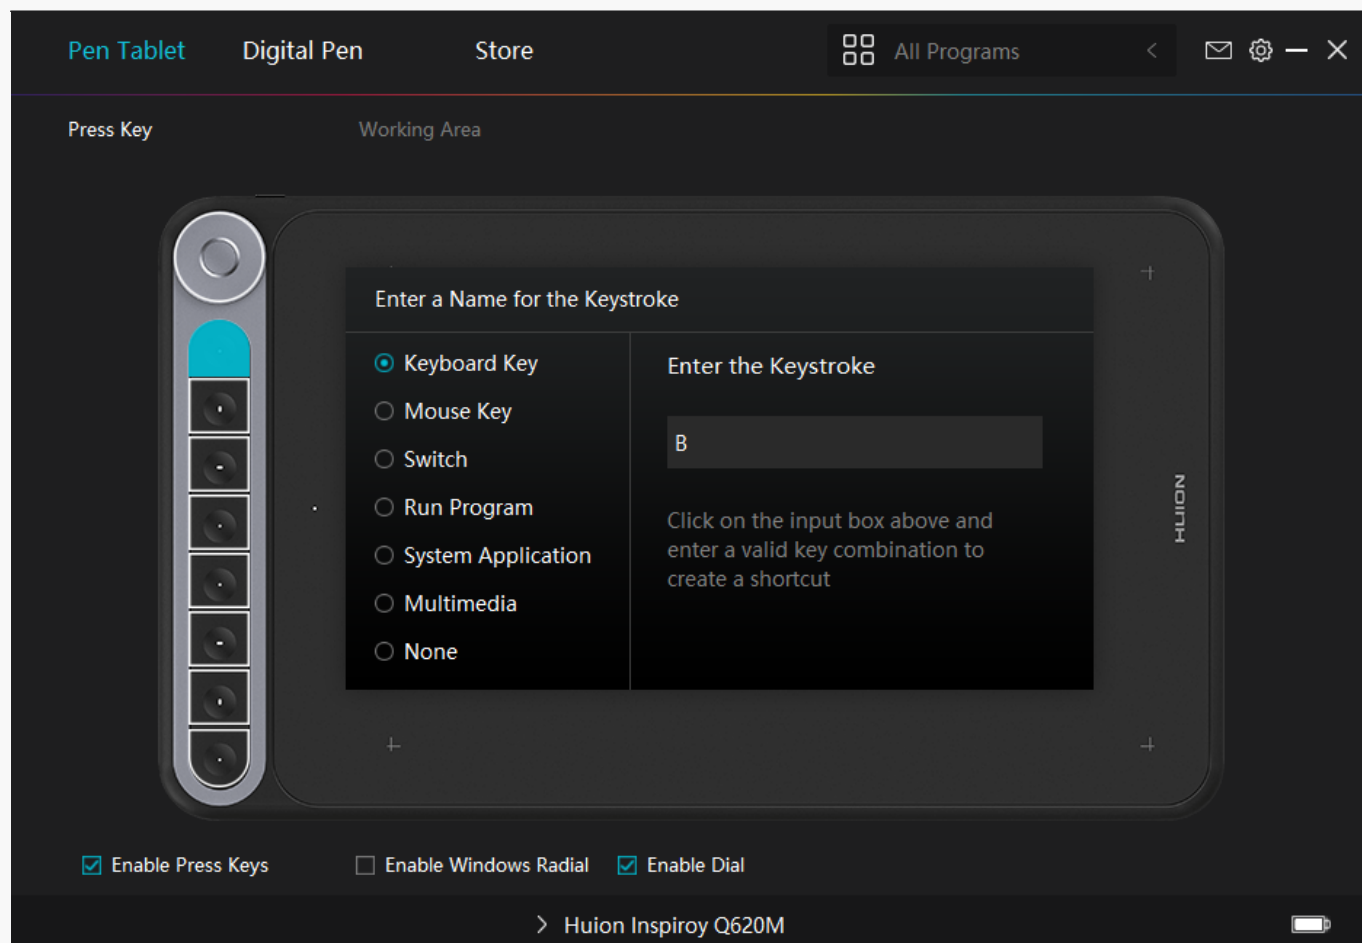 Pen Tablet Digital Pen Store All Programs
Press Key Working Area
Enter a Name for the Keystroke
Keyboard Key
Mouse Key
Switch
Run Program
System Application
Multimedia
None
Enter the Keystroke
B
Click on the input box above and
enter a valid key combination to
create a shortcut
HUION
Enable Press Keys Enable Windows Radial Enable Dial
Huion Inspiroy Q620M